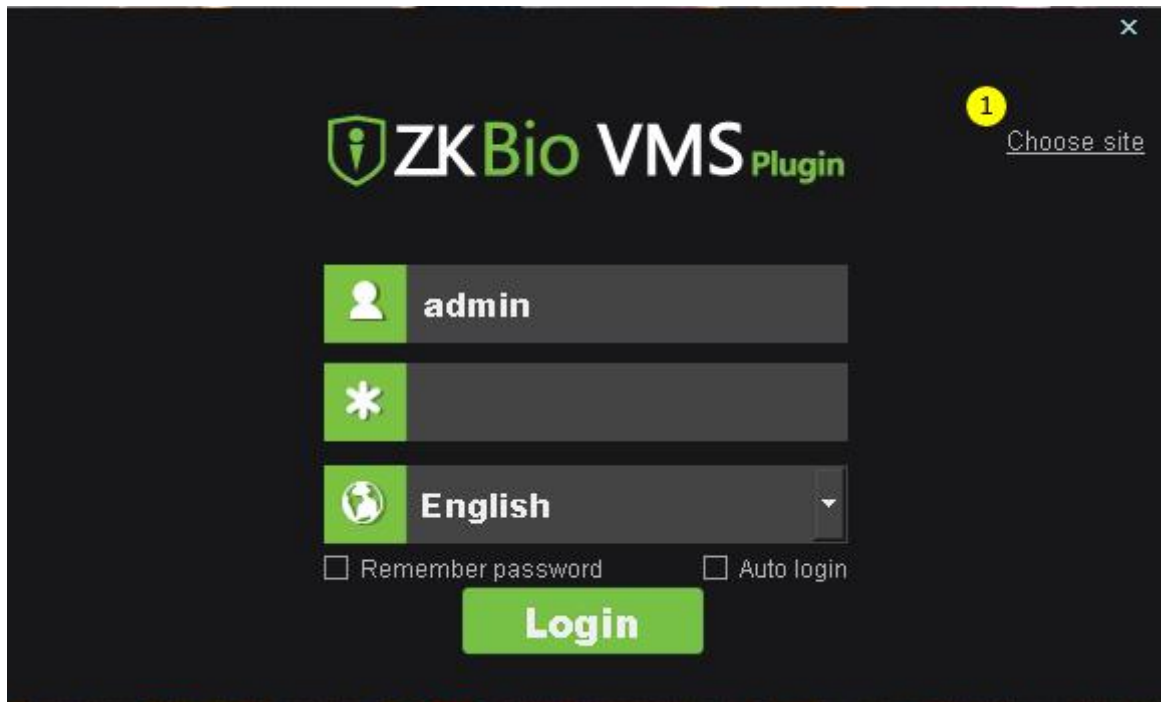 1
Choose site
ZKBio VMS Plugin
admin
English
Remember password Auto login
Login